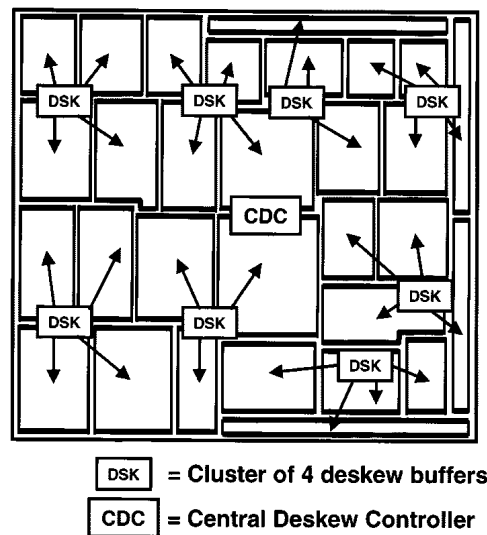 DSK DSK DSK DSK
CDC
DSK DSK DSK
DSK
DSK = Cluster of 4 deskew buffers
CDC = Central Deskew Controller